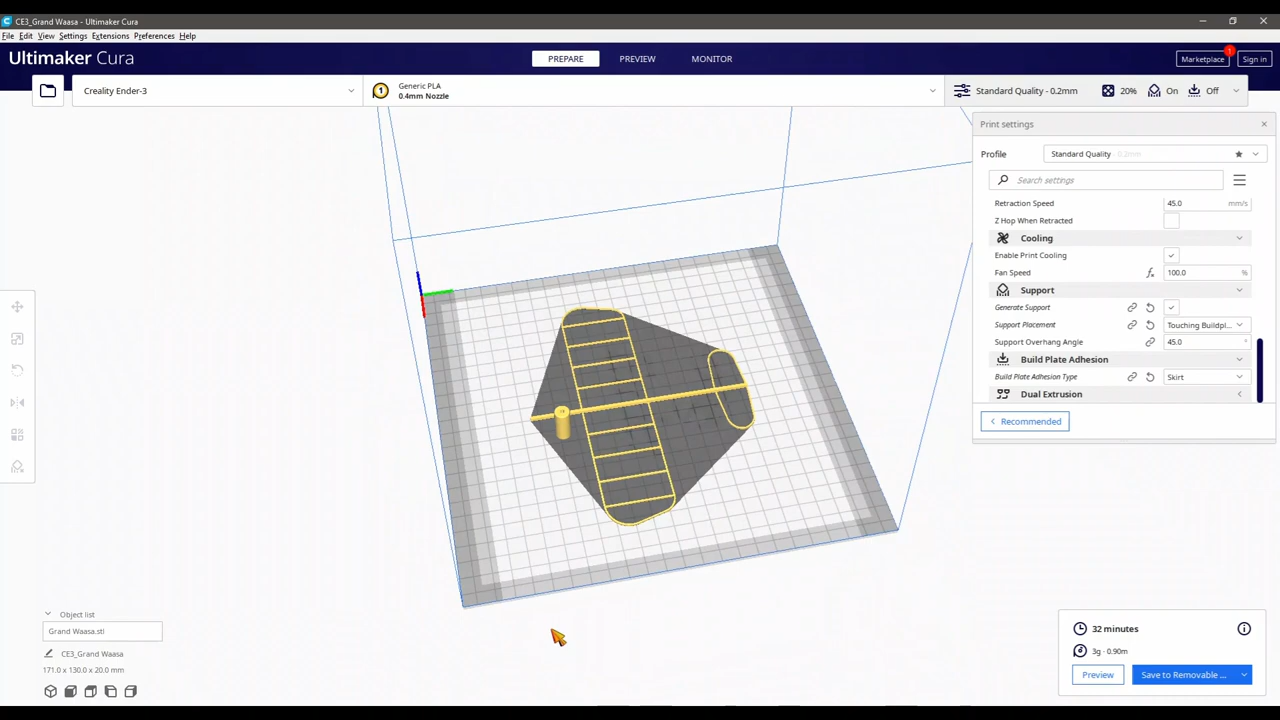 CE3_Grand Waasa - Ultimaker Cura
File Edit View Settings Extensions Preferences Help
Ultimaker Cura
PREPARE
PREVIEW
MONITOR
Marketplace
1
Sign in
Creality Ender-3
1
Generic PLA
0.4mm Nozzle
Standard Quality - 0.2mm
20%
On
Off
Print settings
Profile
Standard Quality 0.2mm
Search settings
Retraction Speed 45.0 mm/s
Z Hop When Retracted
Cooling
Enable Print Cooling
Fan Speed 100.0 %
Support
Generate Support
Support Placement Touching Buildpl...
Support Overhang Angle 45.0 °
Build Plate Adhesion
Build Plate Adhesion Type Skirt
Dual Extrusion
Recommended
Object list
Grand Waasa.stl
CE3_Grand Waasa
171.0 x 130.0 x 20.0 mm
32 minutes
3g · 0.90m
Preview
Save to Removable ...